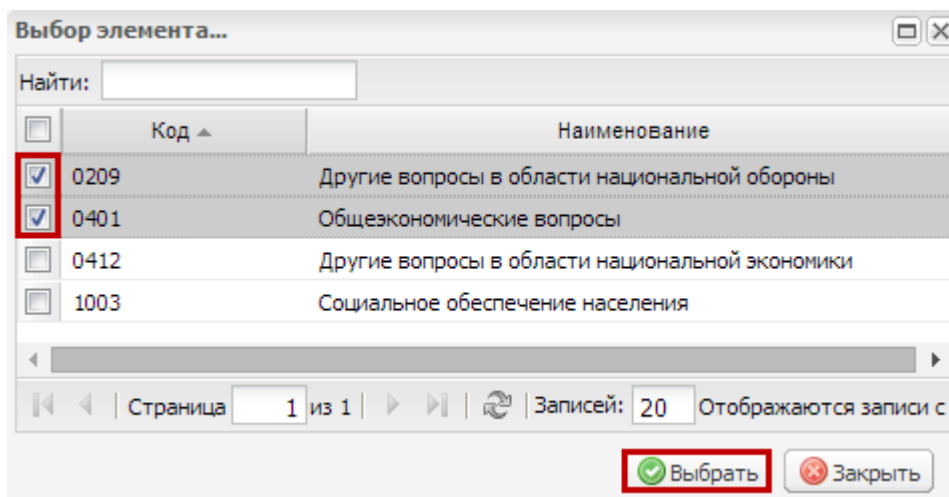 Выбор элемента...
Найти:
Код Наименование
0209 Другие вопросы в области национальной обороны
0401 Общеэкономические вопросы
0412 Другие вопросы в области национальной экономики
1003 Социальное обеспечение населения
Страница 1 из 1 Записей: 20 Отображаются записи с
Выбрать Закрыть